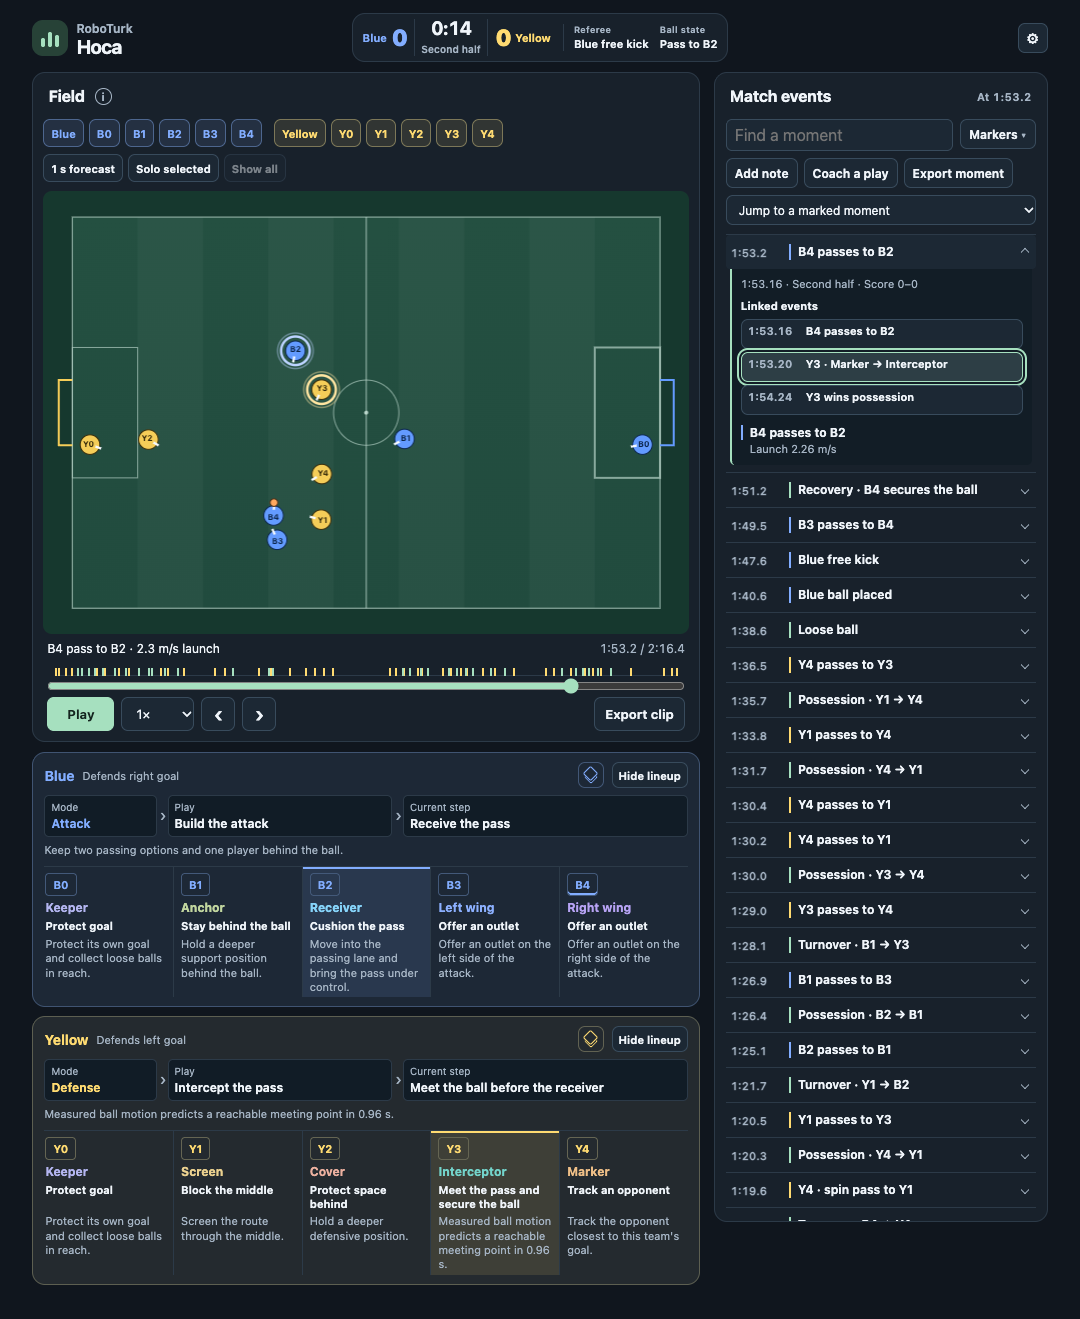 RoboTurk
Hoca
Blue 0
0:14
Second half
0 Yellow
Referee
Blue free kick
Ball state
Pass to B2
Field
Blue B0 B1 B2 B3 B4 Yellow Y0 Y1 Y2 Y3 Y4
1 s forecast Solo selected Show all
B2
Y3
Y0 Y2 B1 B0
Y4
B4 Y1
B3
B4 pass to B2 · 2.3 m/s launch 1:53.2 / 2:16.4
Play 1× ‹ › Export clip
Blue Defends right goal Hide lineup
Mode
Attack
›
Play
Build the attack
›
Current step
Receive the pass
Keep two passing options and one player behind the ball.
B0
Keeper
Protect goal
Protect its own goal
and collect loose balls
in reach.
B1
Anchor
Stay behind the ball
Hold a deeper
support position
behind the ball.
B2
Receiver
Cushion the pass
Move into the
passing lane and
bring the pass under
control.
B3
Left wing
Offer an outlet
Offer an outlet on the
left side of the
attack.
B4
Right wing
Offer an outlet
Offer an outlet on the
right side of the
attack.
Yellow Defends left goal Hide lineup
Mode
Defense
›
Play
Intercept the pass
›
Current step
Meet the ball before the receiver
Measured ball motion predicts a reachable meeting point in 0.96 s.
Y0
Keeper
Protect goal
Protect its own goal
and collect loose balls
in reach.
Y1
Screen
Block the middle
Screen the route
through the middle.
Y2
Cover
Protect space
behind
Hold a deeper
defensive position.
Y3
Interceptor
Meet the pass and
secure the ball
Measured ball motion
predicts a reachable
meeting point in 0.96
s.
Y4
Marker
Track an opponent
Track the opponent
closest to this team's
goal.
Match events At 1:53.2
Find a moment Markers
Add note Coach a play Export moment
Jump to a marked moment
1:53.2 B4 passes to B2
1:53.16 · Second half · Score 0–0
Linked events
1:53.16 B4 passes to B2
1:53.20 Y3 · Marker → Interceptor
1:54.24 Y3 wins possession
B4 passes to B2
Launch 2.26 m/s
1:51.2 Recovery · B4 secures the ball
1:49.5 B3 passes to B4
1:47.6 Blue free kick
1:40.6 Blue ball placed
1:38.6 Loose ball
1:36.5 Y4 passes to Y3
1:35.7 Possession · Y1 → Y4
1:33.8 Y1 passes to Y4
1:31.7 Possession · Y4 → Y1
1:30.4 Y4 passes to Y1
1:30.2 Y4 passes to Y1
1:30.0 Possession · Y3 → Y4
1:29.0 Y3 passes to Y4
1:28.1 Turnover · B1 → Y3
1:26.9 B1 passes to B3
1:26.4 Possession · B2 → B1
1:25.1 B2 passes to B1
1:21.7 Turnover · Y1 → B2
1:20.5 Y1 passes to Y3
1:20.3 Possession · Y4 → Y1
1:19.6 Y4 · spin pass to Y1